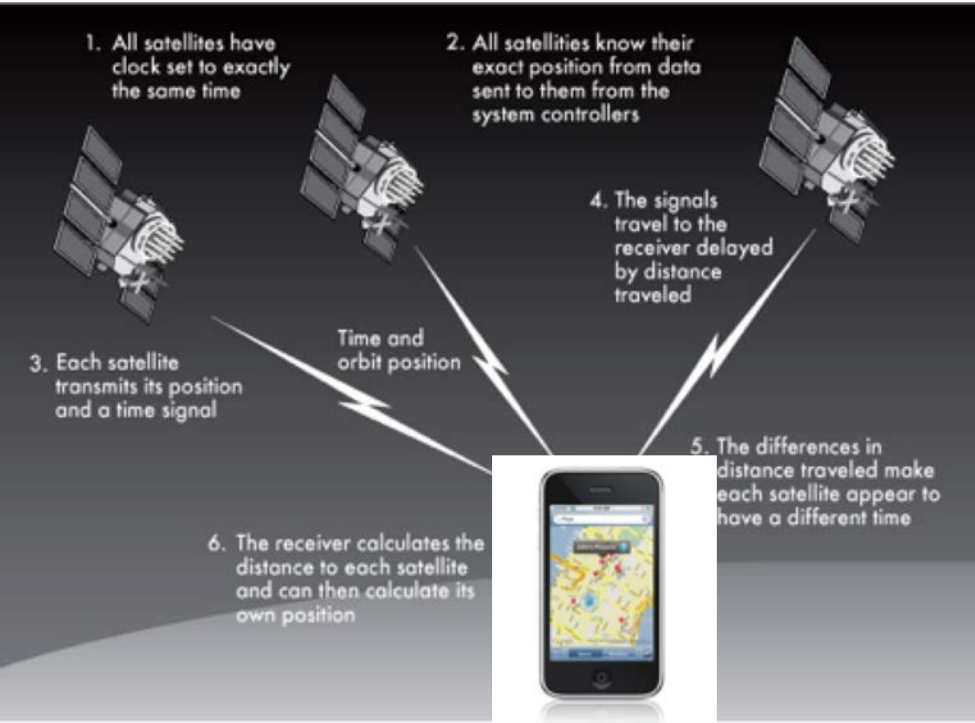 1. All satellites have
clock set to exactly
the same time
2. All satellities know their
exact position from data
sent to them from the
system controllers
3. Each satellite
transmits its position
and a time signal
Time and
orbit position
4. The signals
travel to the
receiver delayed
by distance
traveled
5. The differences in
distance traveled make
each satellite appear to
have a different time
6. The receiver calculates the
distance to each satellite
and can then calculate its
own position